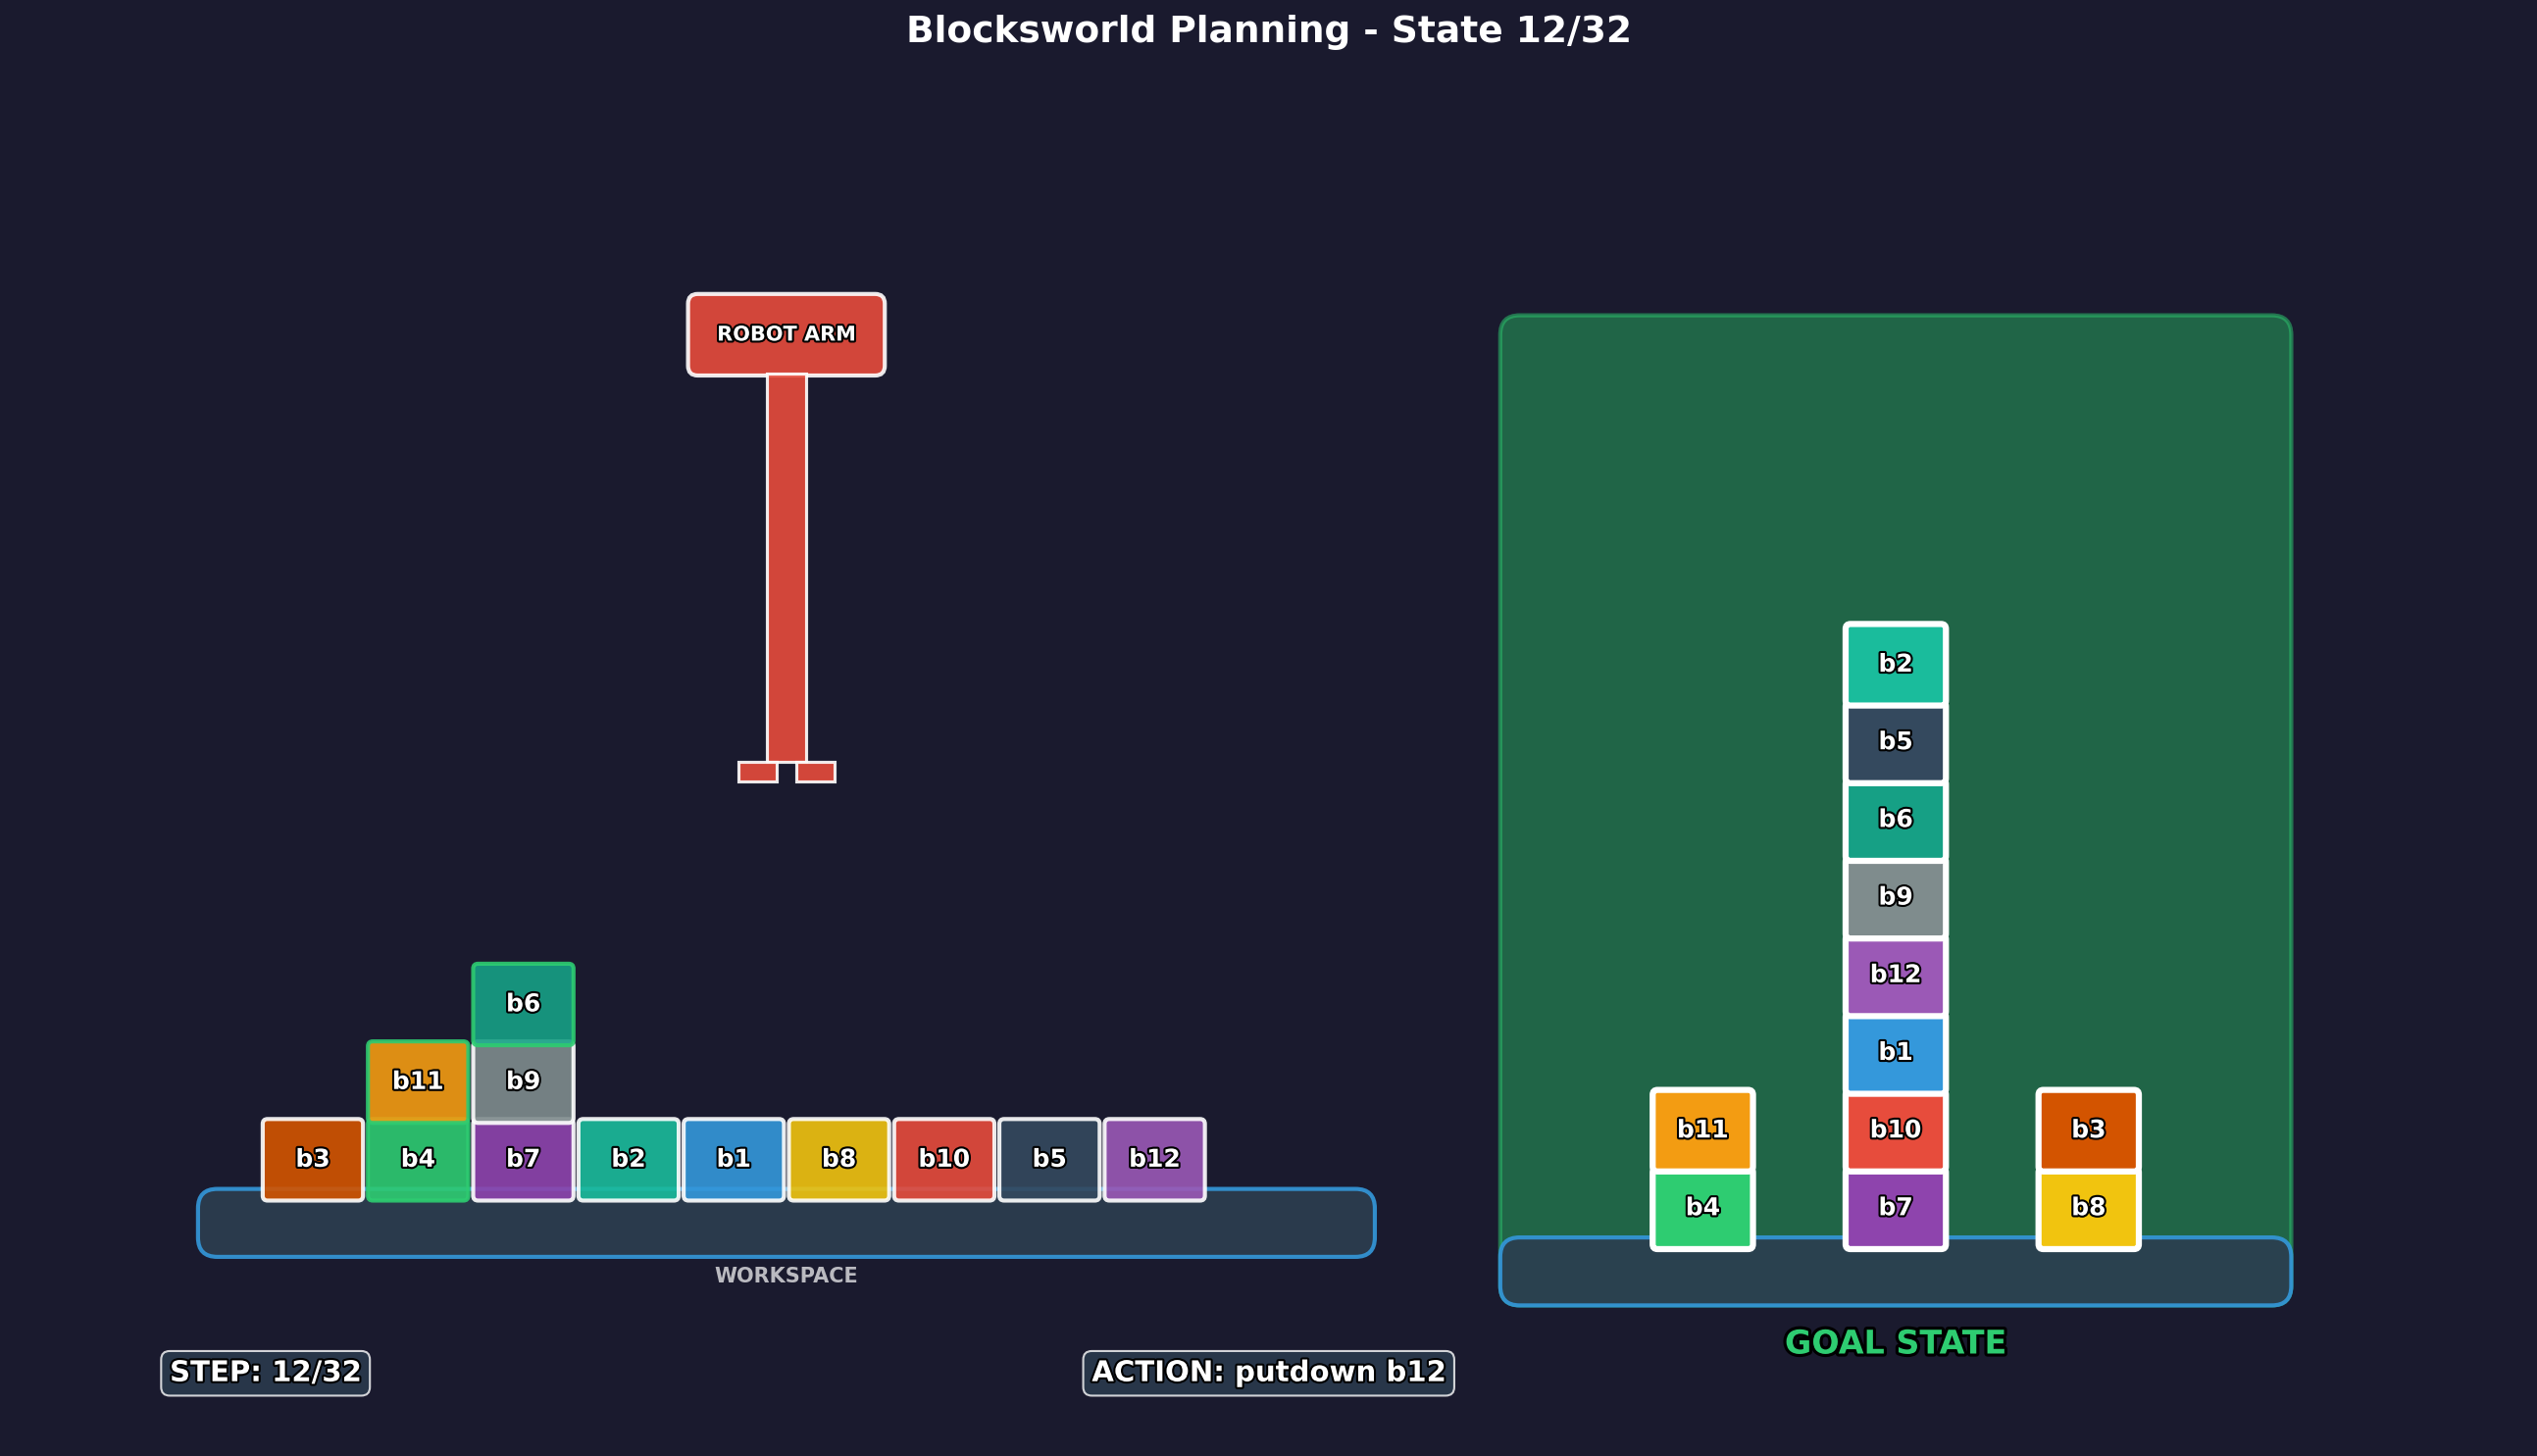 Blocksworld Planning - State 12/32
ROBOT ARM
b6
b11
b9
b3
b4
b7
b2
b1
b8
b10
b5
b12
WORKSPACE
b2
b5
b6
b9
b12
b1
b11
b10
b3
b4
b7
b8
GOAL STATE
STEP: 12/32
ACTION: putdown b12